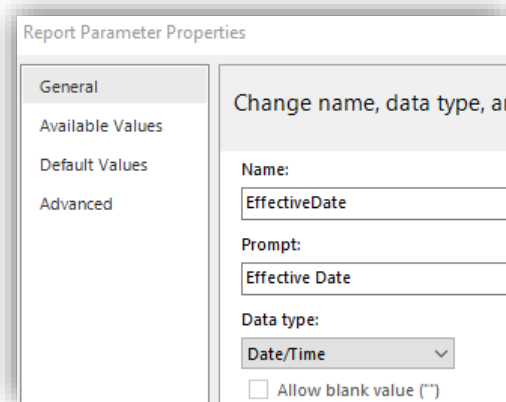 Report Parameter Properties
General
Available Values
Default Values
Advanced
Change name, data type,
Name:
EffectiveDate
Prompt:
Effective Date
Data type:
Date/Time
Allow blank value ("")